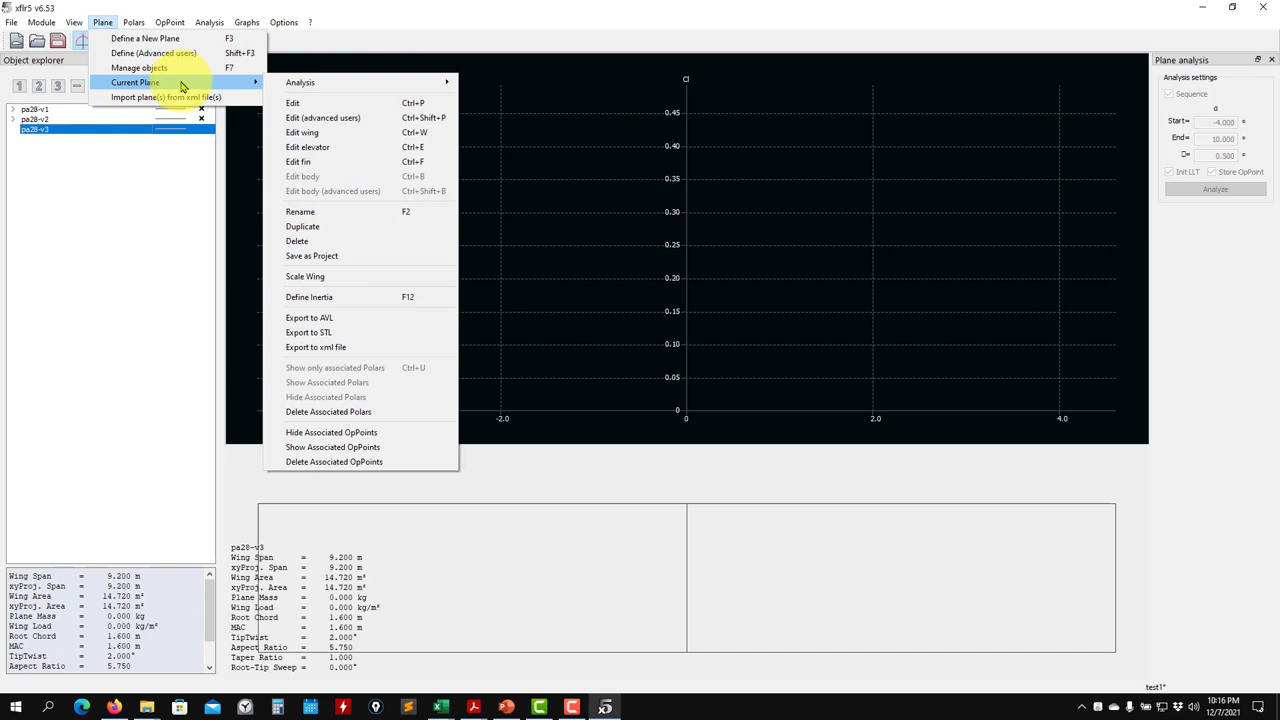 xflr5 v6.53
File Module View Plane Polars OpPoint Analysis Graphs Options ?
Define a New Plane F3
Define (Advanced users) Shift+F3
Manage objects F7
Current Plane
Import plane(s) from xml file(s)
Object explorer
1 2 3
pa28-v1
pa28-v2
pa28-v3
Analysis
Edit Ctrl+P
Edit (advanced users) Ctrl+Shift+P
Edit wing Ctrl+W
Edit elevator Ctrl+E
Edit fin Ctrl+F
Edit body Ctrl+B
Edit body (advanced users) Ctrl+Shift+B
Rename F2
Duplicate
Delete
Save as Project
Scale Wing
Define Inertia F12
Export to AVL
Export to STL
Export to xml file
Show only associated Polars Ctrl+U
Show Associated Polars
Hide Associated Polars
Delete Associated Polars
Hide Associated OpPoints
Show Associated OpPoints
Delete Associated OpPoints
Cl
0.45
0.40
0.35
0.30
0.25
0.20
0.15
0.10
0.05
0
-2.0 0 2.0 4.0
Plane analysis
Analysis settings
Sequence
α
Start= -4.000 °
End= 10.000 °
= 0.500 °
Init LLT Store OpPoint
Analyze
pa28-v3
Wing Span = 9.200 m
xyProj. Span = 9.200 m
Wing Area = 14.720 m²
xyProj. Area = 14.720 m²
Plane Mass = 0.000 kg
Wing Load = 0.000 kg/m²
Root Chord = 1.600 m
MAC = 1.600 m
TipTwist = 2.000°
Aspect Ratio = 5.750
Taper Ratio = 1.000
Root-Tip Sweep = 0.000°
Wing Span = 9.200 m
xyProj. Span = 9.200 m
Wing Area = 14.720 m²
xyProj. Area = 14.720 m²
Plane Mass = 0.000 kg
Wing Load = 0.000 kg/m²
Root Chord = 1.600 m
MAC = 1.600 m
TipTwist = 2.000°
Aspect Ratio = 5.750
test1*
10:16 PM
12/7/2021